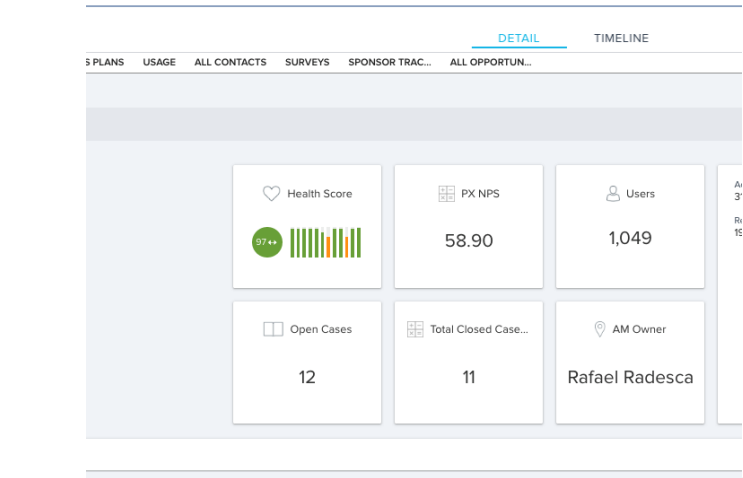 DETAIL TIMELINE
S PLANS USAGE ALL CONTACTS SURVEYS SPONSOR TRAC... ALL OPPORTUN...
Health Score
97
PX NPS
58.90
Users
1,049
Open Cases
12
Total Closed Case...
11
AM Owner
Rafael Radesca